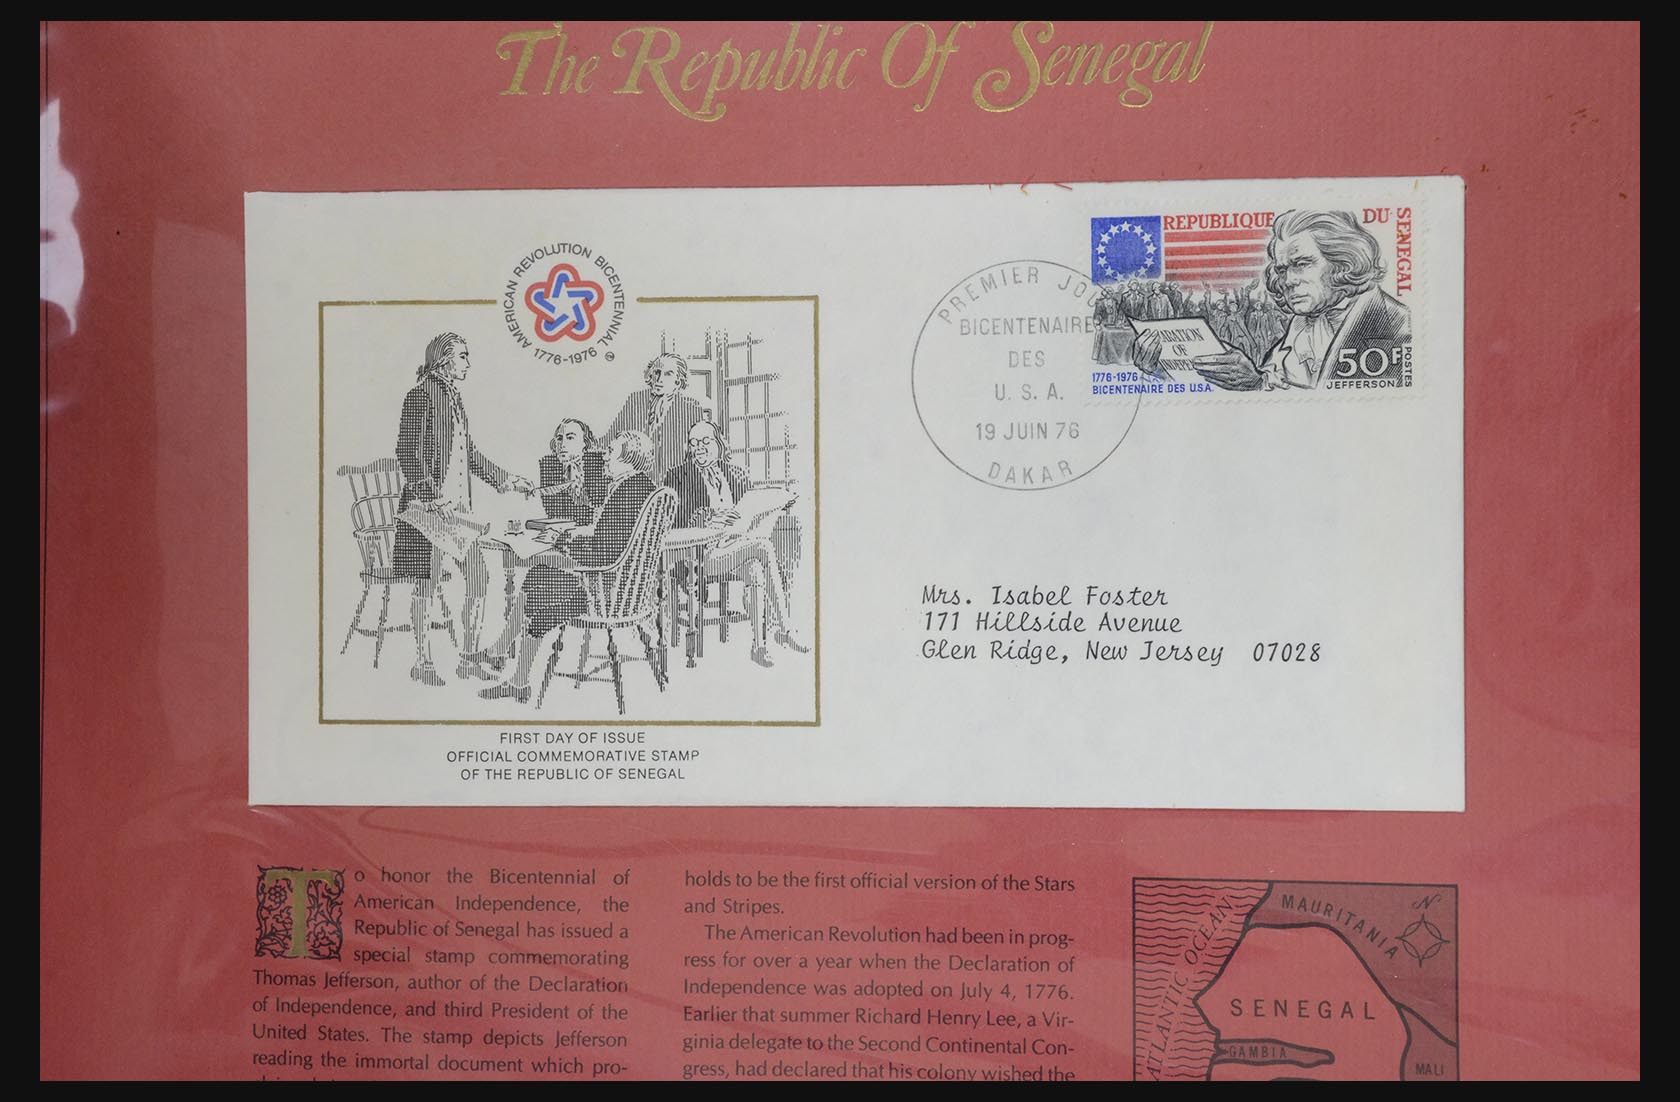 The Republic Of Senegal
AMERICAN REVOLUTION BICENTENNIAL
1776-1976
FIRST DAY OF ISSUE
OFFICIAL COMMEMORATIVE STAMP
OF THE REPUBLIC OF SENEGAL
PREMIER JOU
BICENTENAIRE
DES
U. S. A.
19 JUIN 76
DAKAR
REPUBLIQUE DU SENEGAL
RATION
OF
1776-1976
BICENTENAIRE DES U.S.A.
50F
POSTES
JEFFERSON
Mrs. Isabel Foster
171 Hillside Avenue
Glen Ridge, New Jersey 07028
To honor the Bicentennial of
American Independence, the
Republic of Senegal has issued a
special stamp commemorating
Thomas Jefferson, author of the Declaration
of Independence, and third President of the
United States. The stamp depicts Jefferson
reading the immortal document which pro-
holds to be the first official version of the Stars
and Stripes.
The American Revolution had been in prog-
ress for over a year when the Declaration of
Independence was adopted on July 4, 1776.
Earlier that summer Richard Henry Lee, a Vir-
ginia delegate to the Second Continental Con-
gress, had declared that his colony wished the
ATLANTIC OCEAN
MAURITANIA
N
SENEGAL
GAMBIA
MALI